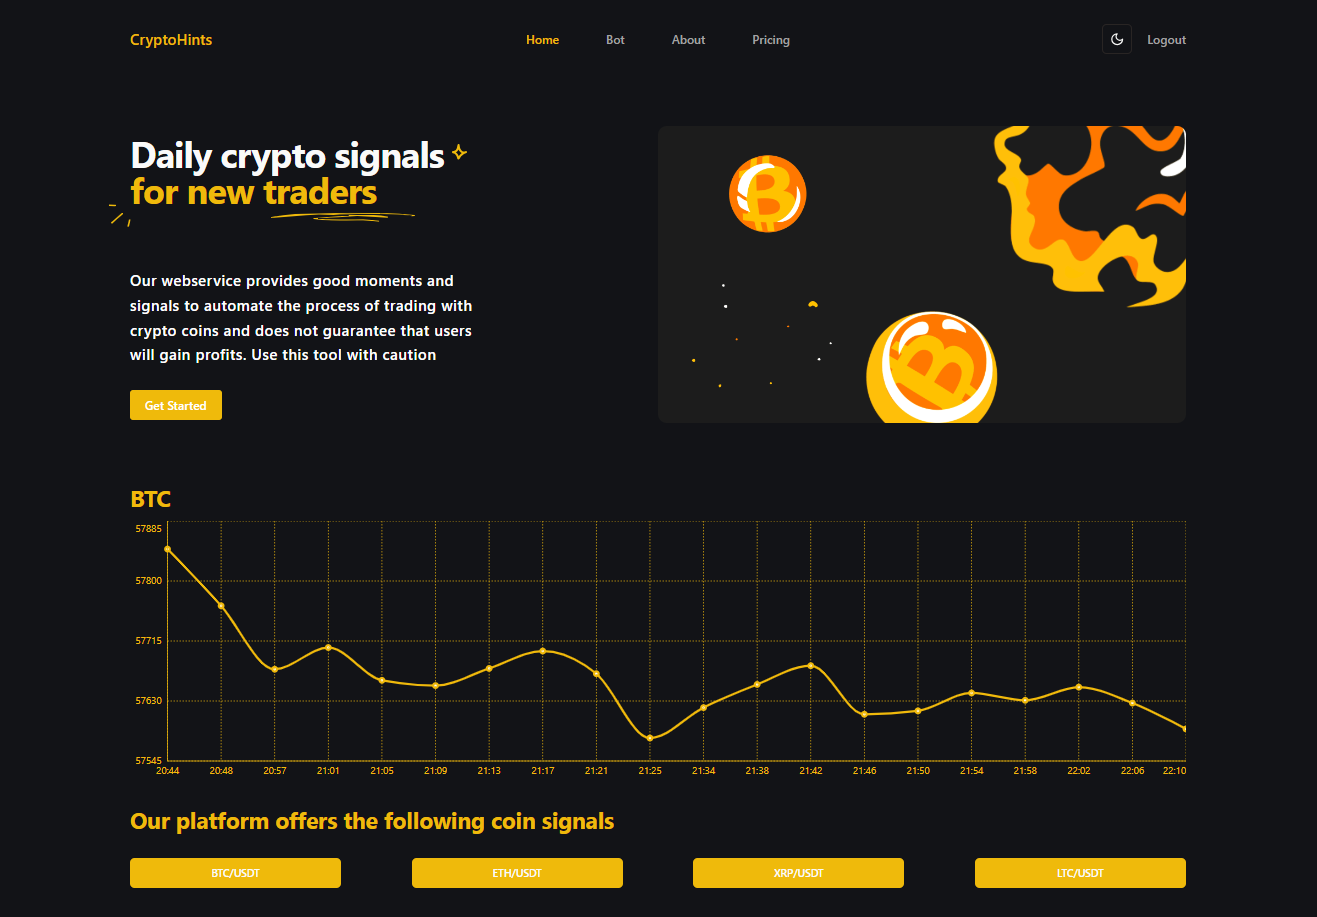 CryptoHints
Home
Bot
About
Pricing
Logout
Daily crypto signals
for new traders
Our webservice provides good moments and
signals to automate the process of trading with
crypto coins and does not guarantee that users
will gain profits. Use this tool with caution
Get Started
BTC
57885
57800
57715
57630
57545
20:44 20:48 20:57 21:01 21:05 21:09 21:13 21:17 21:21 21:25 21:34 21:38 21:42 21:46 21:50 21:54 21:58 22:02 22:06 22:10
Our platform offers the following coin signals
BTC/USDT
ETH/USDT
XRP/USDT
LTC/USDT